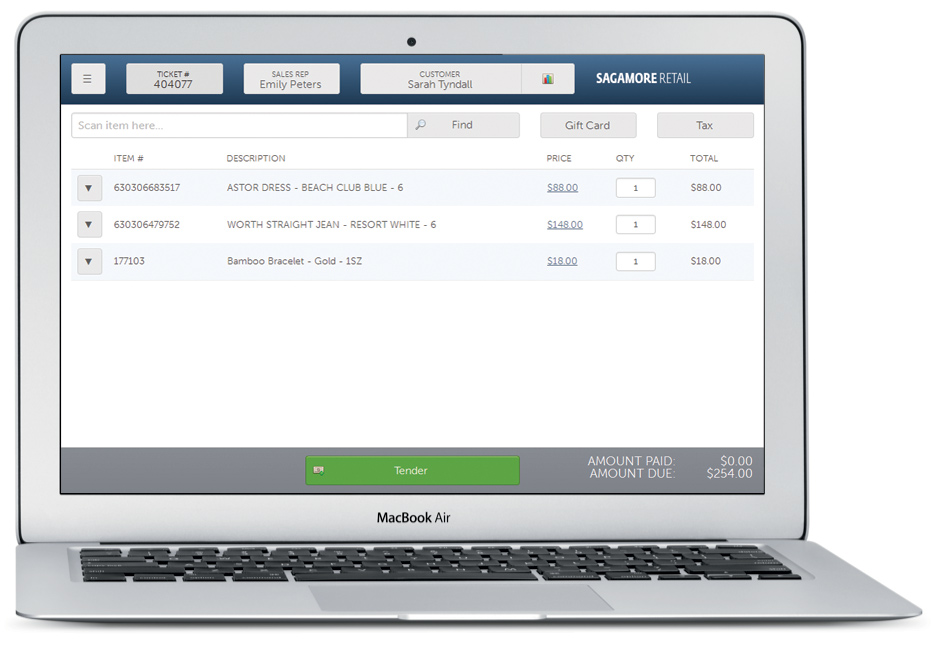 ☰
TICKET #
404077
SALES REP
Emily Peters
CUSTOMER
Sarah Tyndall
SAGAMORE RETAIL
Scan item here...
Find
Gift Card
Tax
ITEM # DESCRIPTION PRICE QTY TOTAL
▼ 630306683517 ASTOR DRESS - BEACH CLUB BLUE - 6 $88.00 1 $88.00
▼ 630306479752 WORTH STRAIGHT JEAN - RESORT WHITE - 6 $148.00 1 $148.00
▼ 177103 Bamboo Bracelet - Gold - 1SZ $18.00 1 $18.00
Tender
AMOUNT PAID: $0.00
AMOUNT DUE: $254.00
MacBook Air